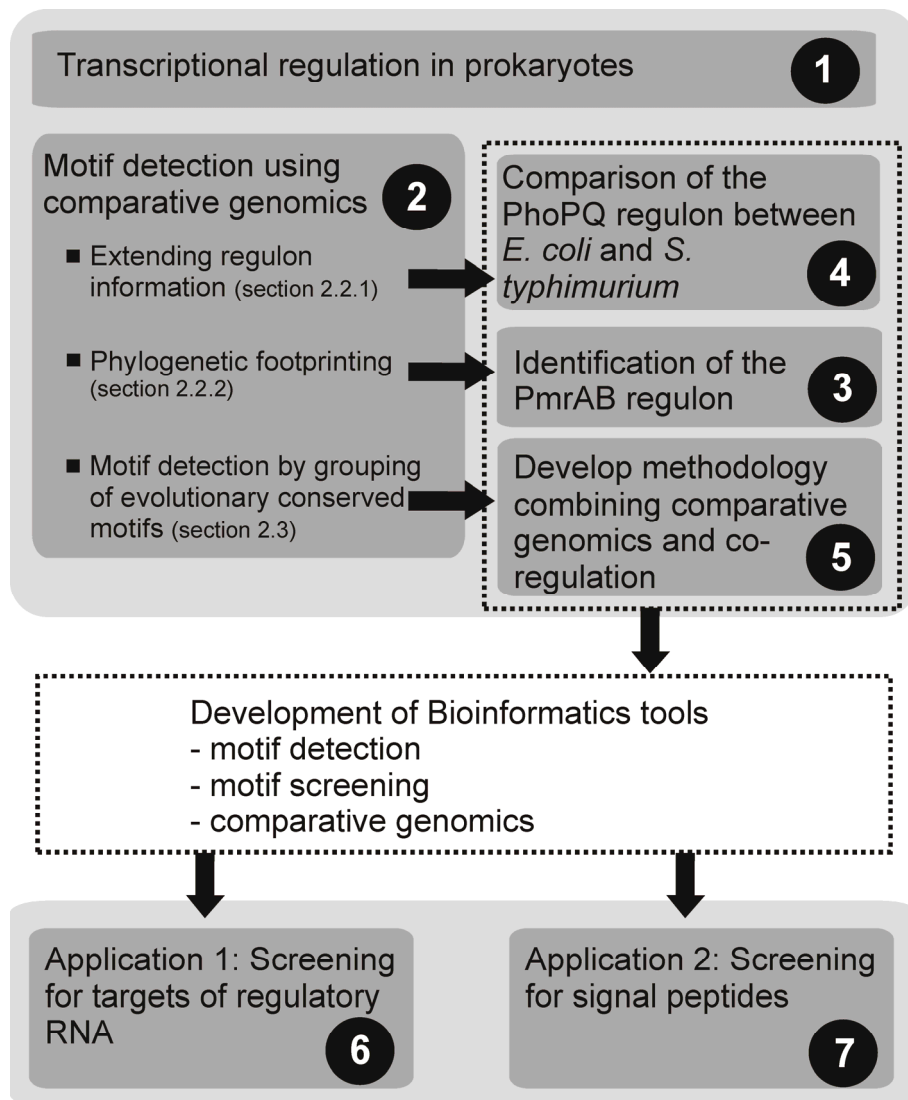 Transcriptional regulation in prokaryotes
1
Motif detection using
comparative genomics
2
■ Extending regulon
information (section 2.2.1)
■ Phylogenetic footprinting
(section 2.2.2)
■ Motif detection by grouping
of evolutionary conserved
motifs (section 2.3)
Comparison of the
PhoPQ regulon between
E. coli and S.
typhimurium
4
Identification of the
PmrAB regulon
3
Develop methodology
combining comparative
genomics and co-
regulation
5
Development of Bioinformatics tools
- motif detection
- motif screening
- comparative genomics
Application 1: Screening
for targets of regulatory
RNA
6
Application 2: Screening
for signal peptides
7